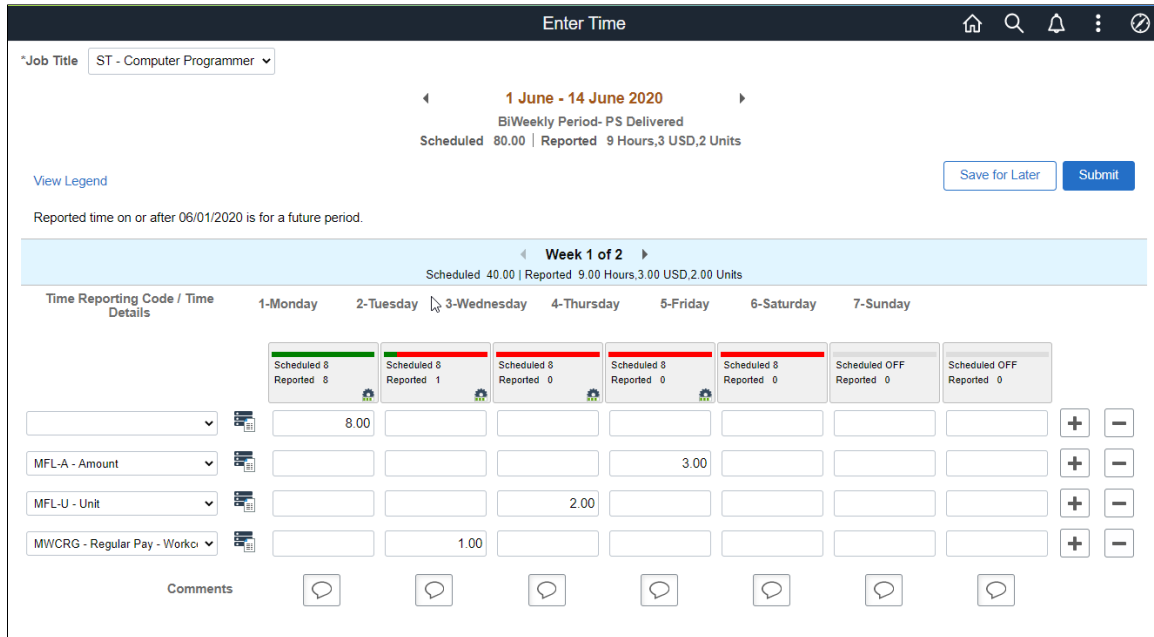 Enter Time
*Job Title ST - Computer Programmer
1 June - 14 June 2020
BiWeekly Period- PS Delivered
Scheduled 80.00 | Reported 9 Hours,3 USD,2 Units
View Legend
Save for Later
Submit
Reported time on or after 06/01/2020 is for a future period.
Week 1 of 2
Scheduled 40.00 | Reported 9.00 Hours,3.00 USD,2.00 Units
Time Reporting Code / Time Details
1-Monday 2-Tuesday 3-Wednesday 4-Thursday 5-Friday 6-Saturday 7-Sunday
Scheduled 8 Scheduled 8 Scheduled 8 Scheduled 8 Scheduled 8 Scheduled OFF Scheduled OFF
Reported 8 Reported 1 Reported 0 Reported 0 Reported 0 Reported 0 Reported 0
8.00
MFL-A - Amount 3.00
MFL-U - Unit 2.00
MWCRG - Regular Pay - Workc 1.00
Comments